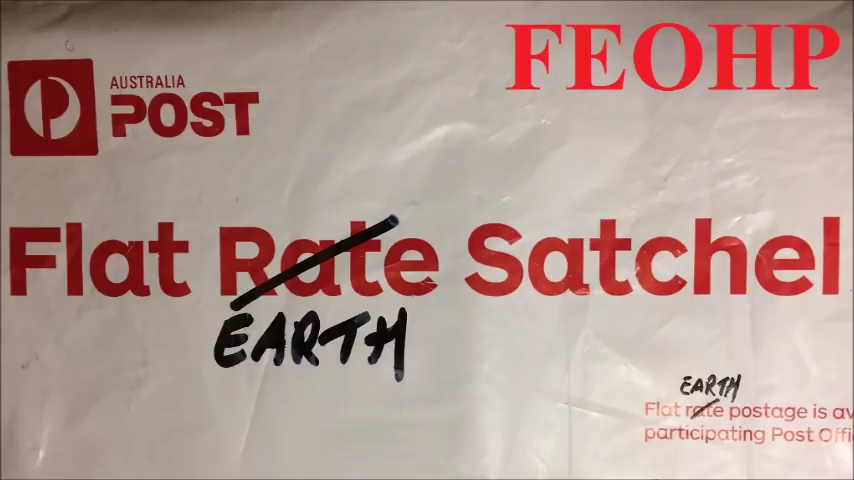 FEOHP
AUSTRALIA
POST
Flat Rate Satchel
EARTH
EARTH
Flat rate postage is av
participating Post Offi